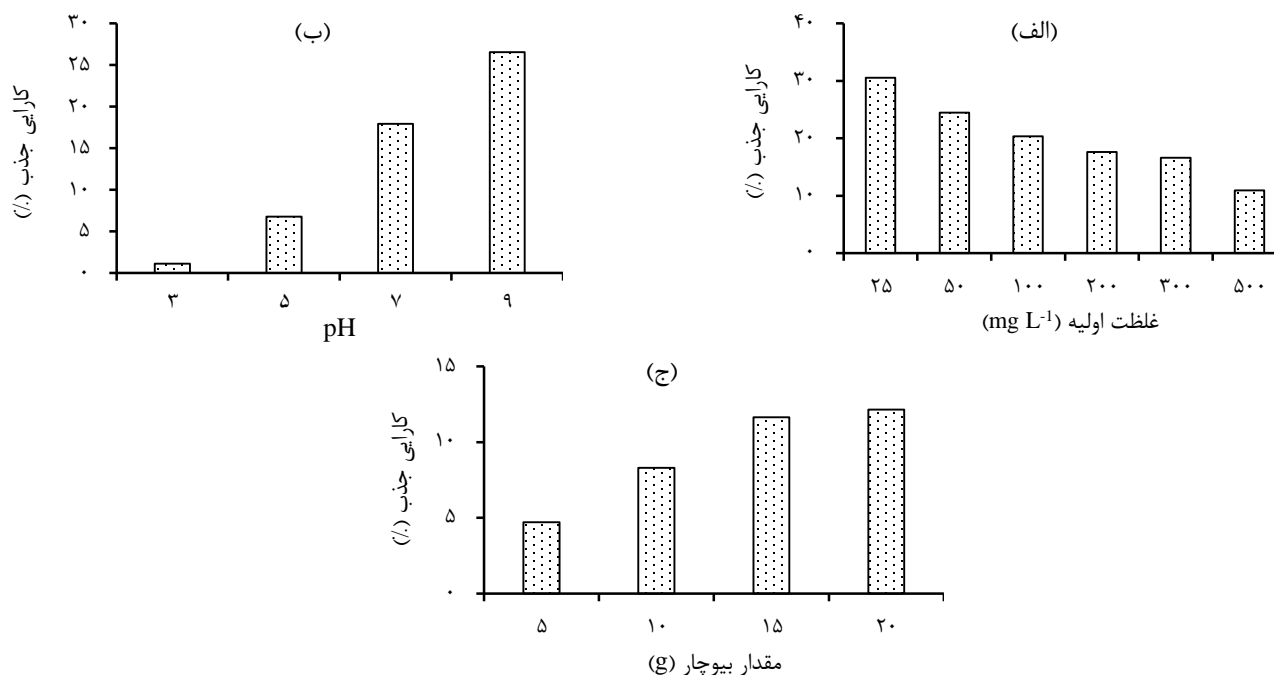 (الف)
کارایی جذب (٪)
۴۰
۳۰
۲۰
۱۰
۰
۲۵ ۵۰ ۱۰۰ ۲۰۰ ۳۰۰ ۵۰۰
غلظت اولیه (mg L-1)
(ب)
کارایی جذب (٪)
۳۰
۲۵
۲۰
۱۵
۱۰
۵
۰
۳ ۵ ۷ ۹
pH
(ج)
کارایی جذب (٪)
۱۵
۱۰
۵
۰
۵ ۱۰ ۱۵ ۲۰
مقدار بیوچار (g)